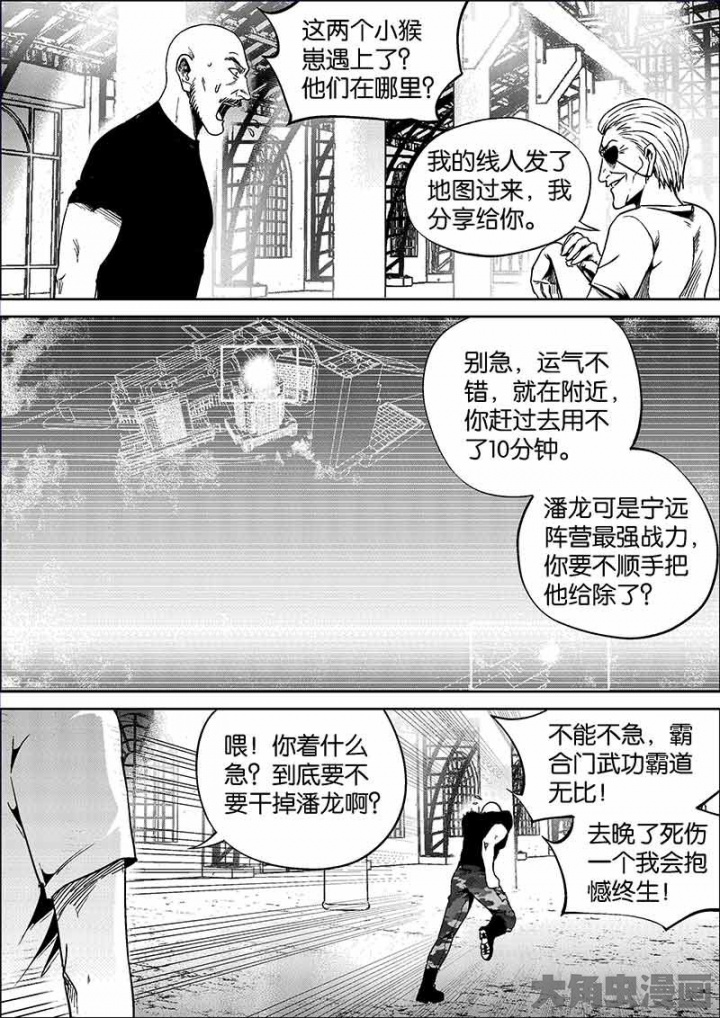 这两个小猴
崽遇上了？
他们在哪里？
我的线人发了
地图过来，我
分享给你。
别急，运气不
错，就在附近，
你赶过去用不
了10分钟。
潘龙可是宁远
阵营最强战力，
你要不顺手把
他给除了？
喂！你着什么
急？到底要不
要干掉潘龙啊？
不能不急，霸
合门武功霸道
无比！
去晚了死伤
一个我会抱
憾终生！
大角虫漫画